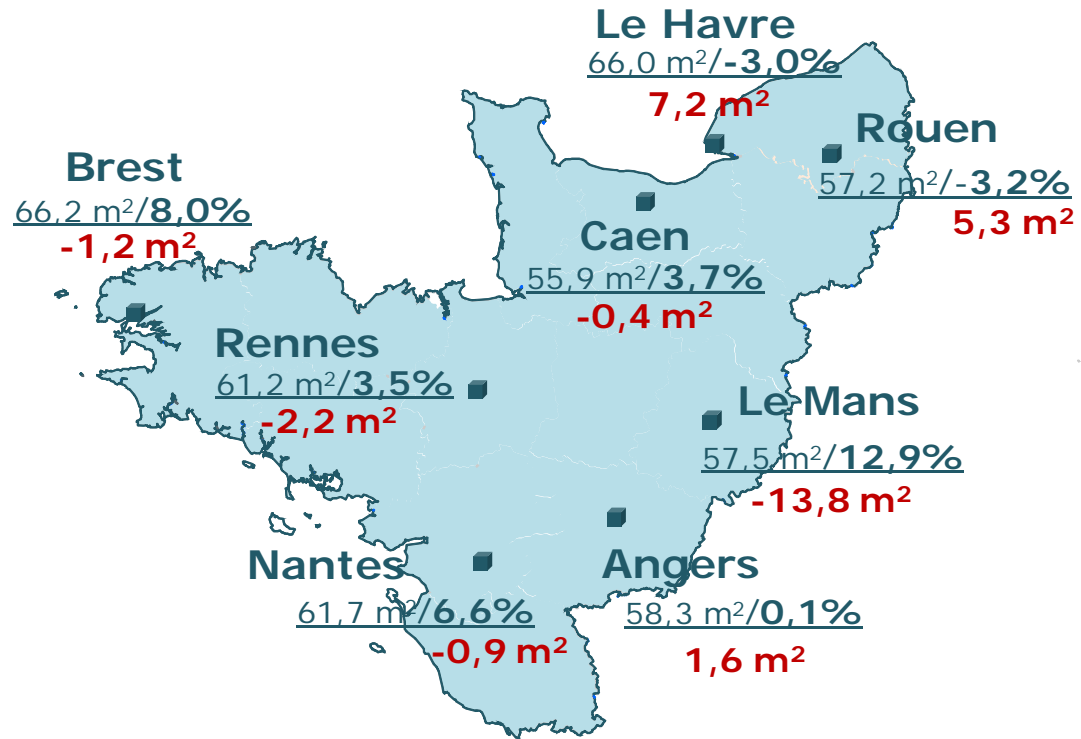 Le Havre
66,0 m²/-3,0%
7,2 m²
Rouen
57,2 m²/-3,2%
5,3 m²
Brest
66,2 m²/8,0%
-1,2 m²
Caen
55,9 m²/3,7%
-0,4 m²
Rennes
61,2 m²/3,5%
-2,2 m²
Le Mans
57,5 m²/12,9%
-13,8 m²
Nantes
61,7 m²/6,6%
-0,9 m²
Angers
58,3 m²/0,1%
1,6 m²